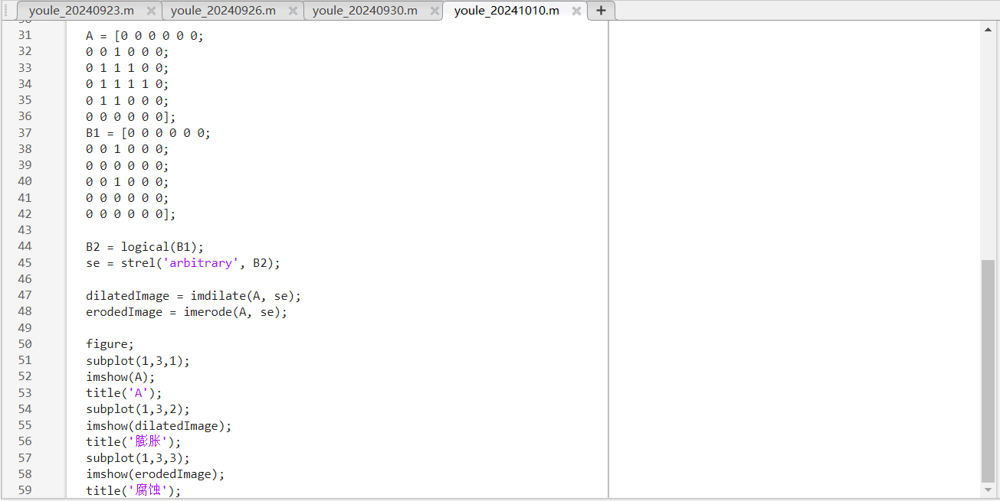 youle_20240923.m youle_20240926.m youle_20240930.m youle_20241010.m +
31 A = [0 0 0 0 0 0;
32 0 0 1 0 0 0;
33 0 1 1 1 0 0;
34 0 1 1 1 1 0;
35 0 1 1 0 0 0;
36 0 0 0 0 0 0];
37 B1 = [0 0 0 0 0 0;
38 0 0 1 0 0 0;
39 0 0 0 0 0 0;
40 0 0 1 0 0 0;
41 0 0 0 0 0 0;
42 0 0 0 0 0 0];
43
44 B2 = logical(B1);
45 se = strel('arbitrary', B2);
46
47 dilatedImage = imdilate(A, se);
48 erodedImage = imerode(A, se);
49
50 figure;
51 subplot(1,3,1);
52 imshow(A);
53 title('A');
54 subplot(1,3,2);
55 imshow(dilatedImage);
56 title('膨胀');
57 subplot(1,3,3);
58 imshow(erodedImage);
59 title('腐蚀');